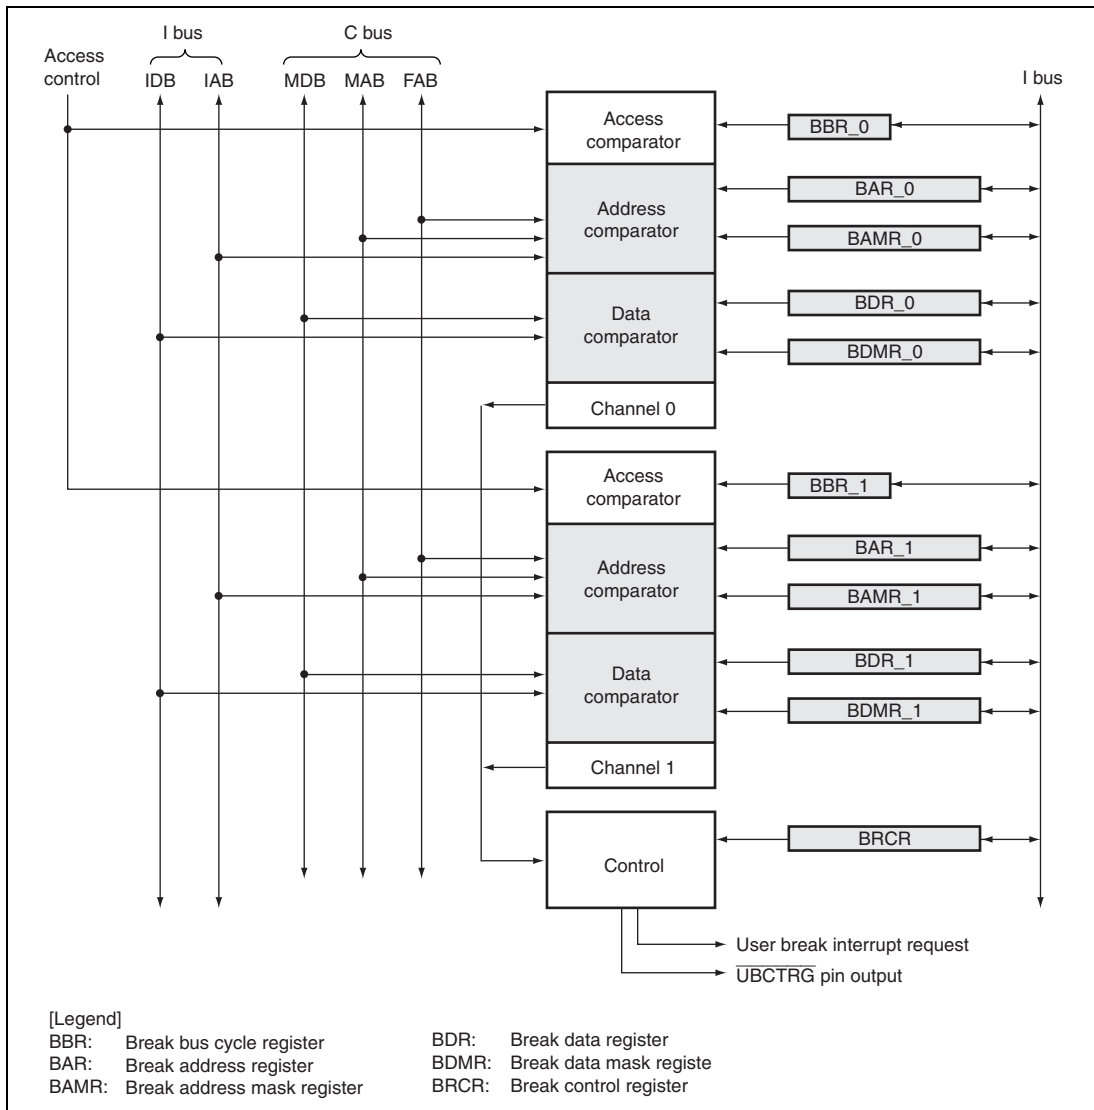 I bus
C bus
Access
control
IDB
IAB
MDB
MAB
FAB
I bus
Access
comparator
BBR_0
Address
comparator
BAR_0
BAMR_0
Data
comparator
BDR_0
BDMR_0
Channel 0
Access
comparator
BBR_1
Address
comparator
BAR_1
BAMR_1
Data
comparator
BDR_1
BDMR_1
Channel 1
Control
BRCR
User break interrupt request
UBCTRG pin output
[Legend]
BBR: Break bus cycle register
BAR: Break address register
BAMR: Break address mask register
BDR: Break data register
BDMR: Break data mask registe
BRCR: Break control register